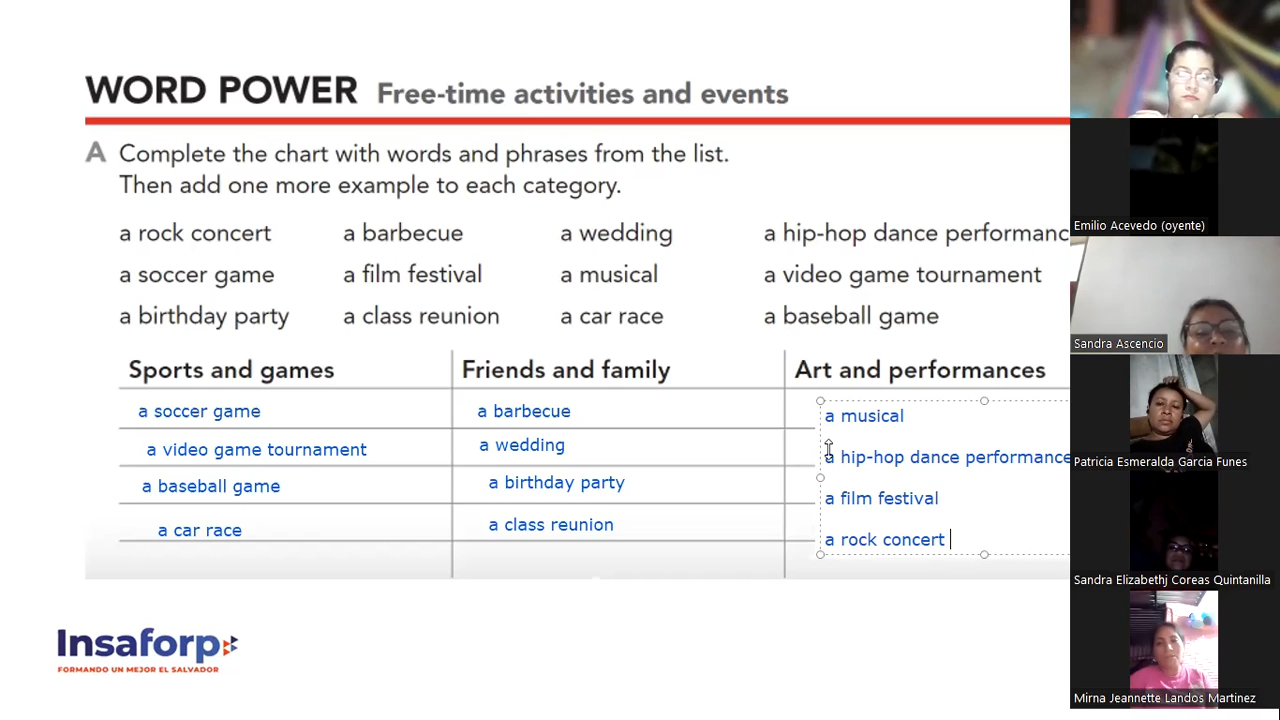 WORD POWER Free-time activities and events
A Complete the chart with words and phrases from the list.
Then add one more example to each category.
a rock concert a barbecue a wedding a hip-hop dance performanc
a soccer game a film festival a musical a video game tournament
a birthday party a class reunion a car race a baseball game
Sports and games Friends and family Art and performances
a soccer game a barbecue a musical
a video game tournament a wedding a hip-hop dance performance
a baseball game a birthday party a film festival
a car race a class reunion a rock concert
Insaforp
FORMANDO UN MEJOR EL SALVADOR
Emilio Acevedo (oyente)
Sandra Ascencio
Patricia Esmeralda Garcia Funes
Sandra Elizabethj Coreas Quintanilla
Mirna Jeannette Landos Martinez